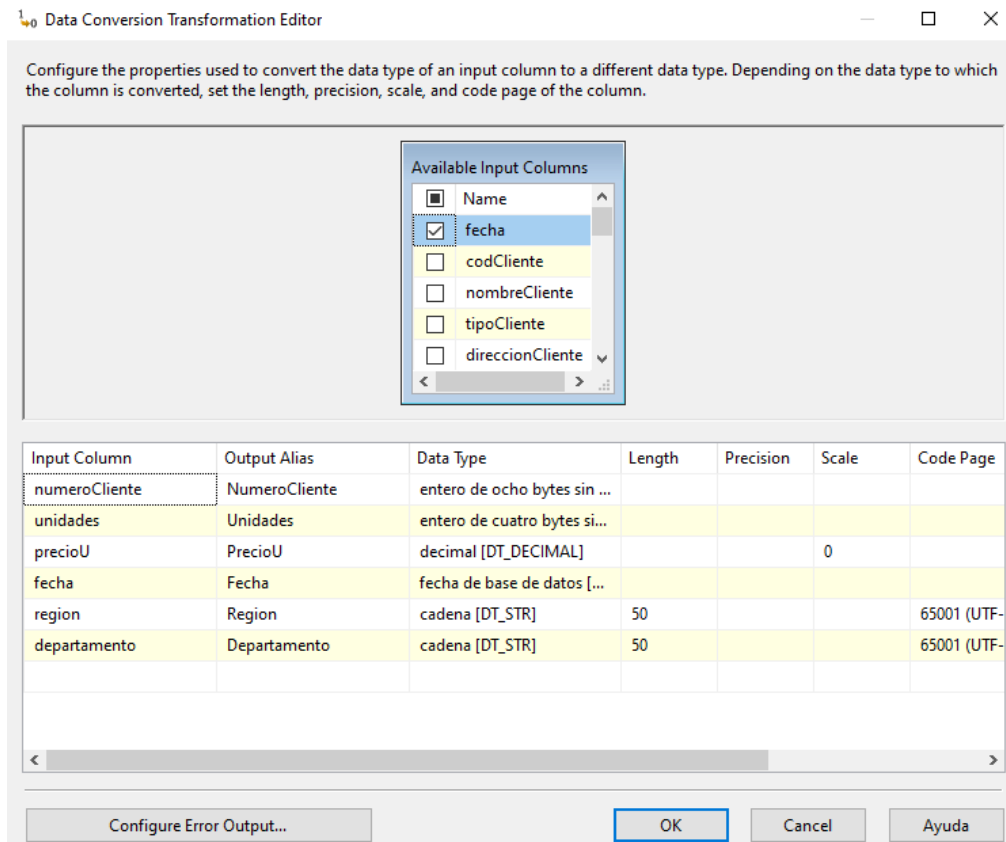 Data Conversion Transformation Editor
Configure the properties used to convert the data type of an input column to a different data type. Depending on the data type to which
the column is converted, set the length, precision, scale, and code page of the column.
Available Input Columns
Name
fecha
codCliente
nombreCliente
tipoCliente
direccionCliente
Input Column Output Alias Data Type Length Precision Scale Code Page
numeroCliente NumeroCliente entero de ocho bytes sin ...
unidades Unidades entero de cuatro bytes si...
precioU PrecioU decimal [DT_DECIMAL] 0
fecha Fecha fecha de base de datos [...
region Region cadena [DT_STR] 50 65001 (UTF-
departamento Departamento cadena [DT_STR] 50 65001 (UTF-
Configure Error Output... OK Cancel Ayuda